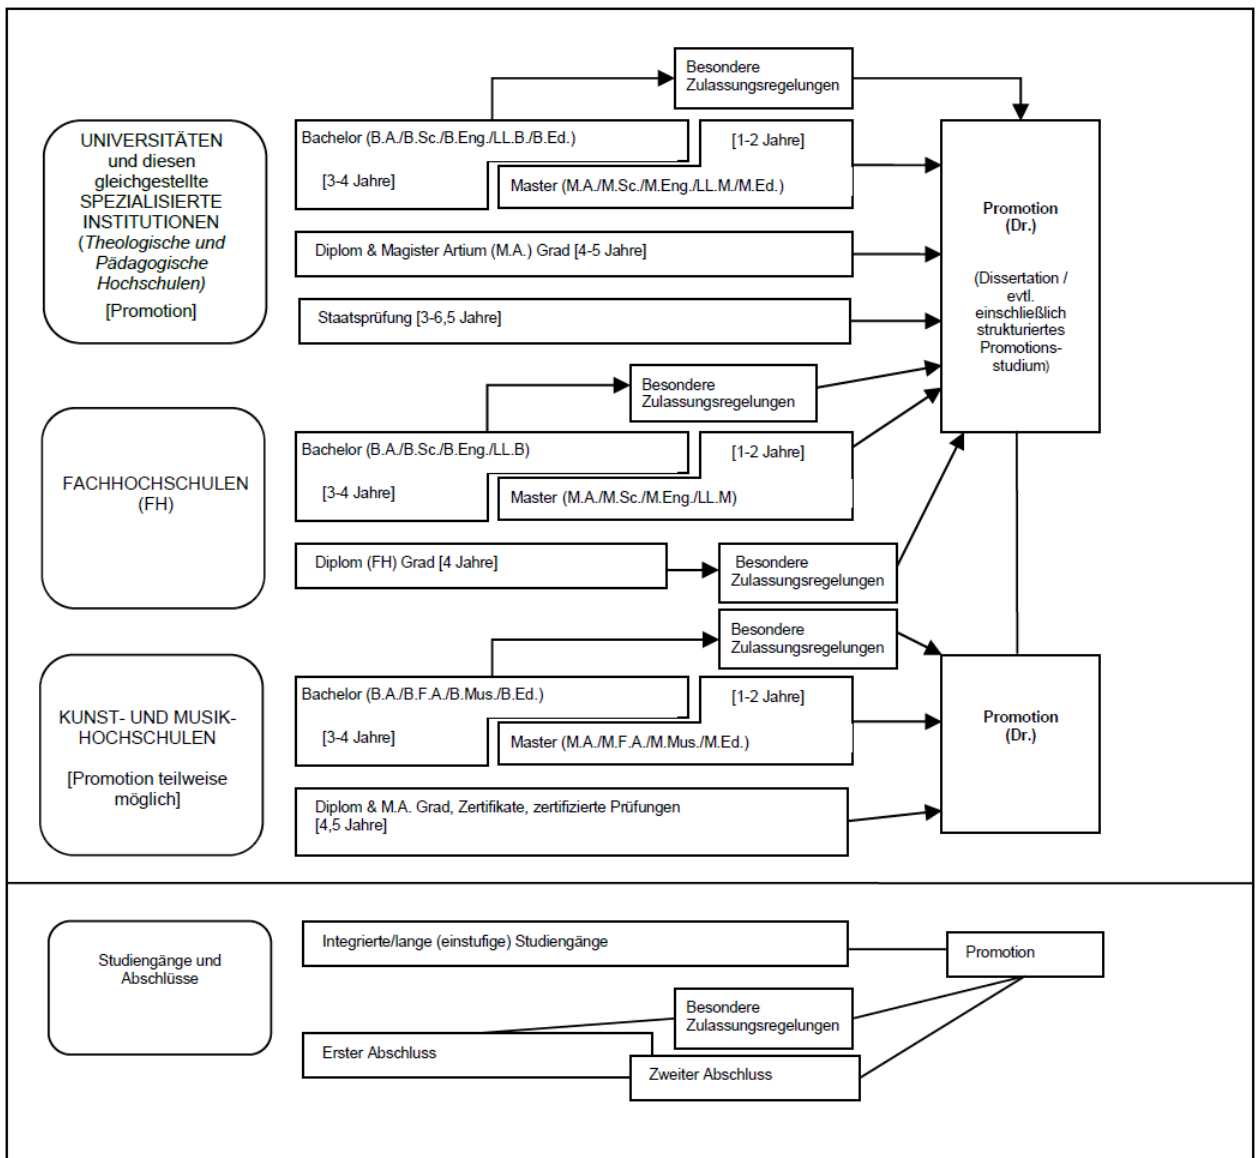 Besondere
Zulassungsregelungen
UNIVERSITÄTEN
und diesen
gleichgestellte
SPEZIALISIERTE
INSTITUTIONEN
(Theologische und
Pädagogische
Hochschulen)
[Promotion]
Bachelor (B.A./B.Sc./B.Eng./LL.B./B.Ed.)
[3-4 Jahre]
[1-2 Jahre]
Master (M.A./M.Sc./M.Eng./LL.M./M.Ed.)
Diplom & Magister Artium (M.A.) Grad [4-5 Jahre]
Staatsprüfung [3-6,5 Jahre]
Promotion
(Dr.)
(Dissertation /
evtl.
einschließlich
strukturiertes
Promotions-
studium)
Besondere
Zulassungsregelungen
FACHHOCHSCHULEN
(FH)
Bachelor (B.A./B.Sc./B.Eng./LL.B)
[3-4 Jahre]
[1-2 Jahre]
Master (M.A./M.Sc./M.Eng./LL.M)
Diplom (FH) Grad [4 Jahre]
Besondere
Zulassungsregelungen
Besondere
Zulassungsregelungen
KUNST- UND MUSIK-
HOCHSCHULEN
[Promotion teilweise
möglich]
Bachelor (B.A./B.F.A./B.Mus./B.Ed.)
[3-4 Jahre]
[1-2 Jahre]
Master (M.A./M.F.A./M.Mus./M.Ed.)
Diplom & M.A. Grad, Zertifikate, zertifizierte Prüfungen
[4,5 Jahre]
Promotion
(Dr.)
Studiengänge und
Abschlüsse
Integrierte/lange (einstufige) Studiengänge
Promotion
Besondere
Zulassungsregelungen
Erster Abschluss
Zweiter Abschluss